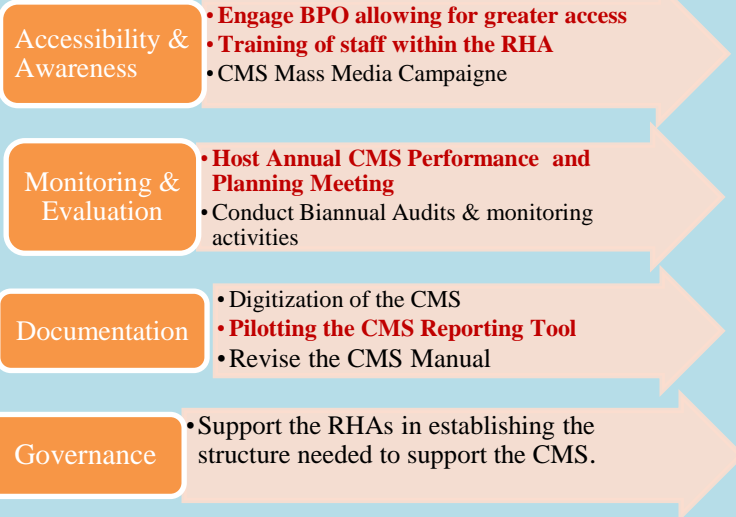 Accessibility &
Awareness
• Engage BPO allowing for greater access
• Training of staff within the RHA
• CMS Mass Media Campaigne
Monitoring &
Evaluation
• Host Annual CMS Performance and
Planning Meeting
• Conduct Biannual Audits & monitoring
activities
Documentation
• Digitization of the CMS
• Pilotting the CMS Reporting Tool
• Revise the CMS Manual
Governance
• Support the RHAs in establishing the
structure needed to support the CMS.